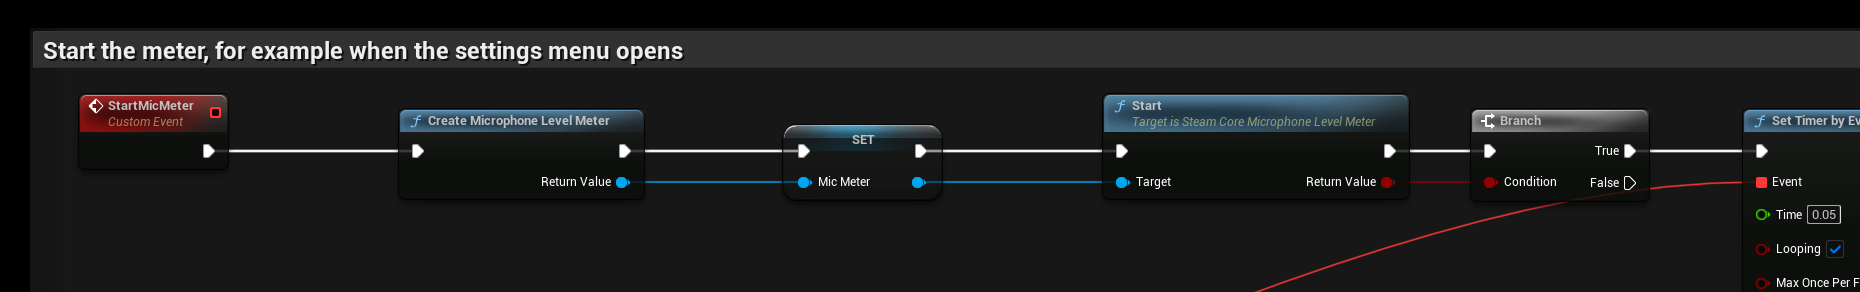 Start the meter, for example when the settings menu opens
StartMicMeter
Custom Event
Create Microphone Level Meter
Return Value
SET
Mic Meter
Start
Target is Steam Core Microphone Level Meter
Target
Return Value
Branch
True
Condition
False
Set Timer by Ev
Event
Time 0.05
Looping
Max Once Per F